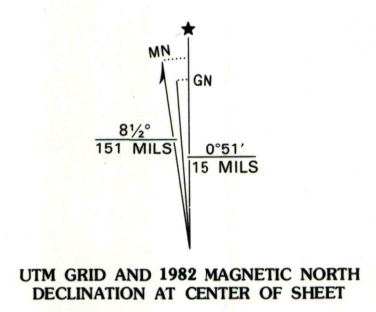 MN
GN
8½°
151 MILS
0°51′
15 MILS
UTM GRID AND 1982 MAGNETIC NORTH
DECLINATION AT CENTER OF SHEET